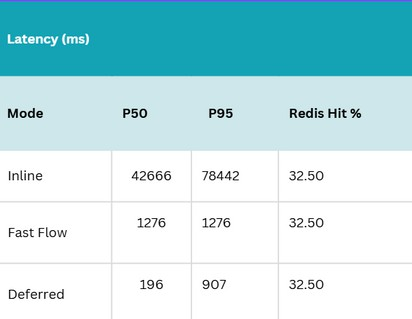 Latency (ms)
Mode P50 P95 Redis Hit %
Inline 42666 78442 32.50
Fast Flow 1276 1276 32.50
Deferred 196 907 32.50